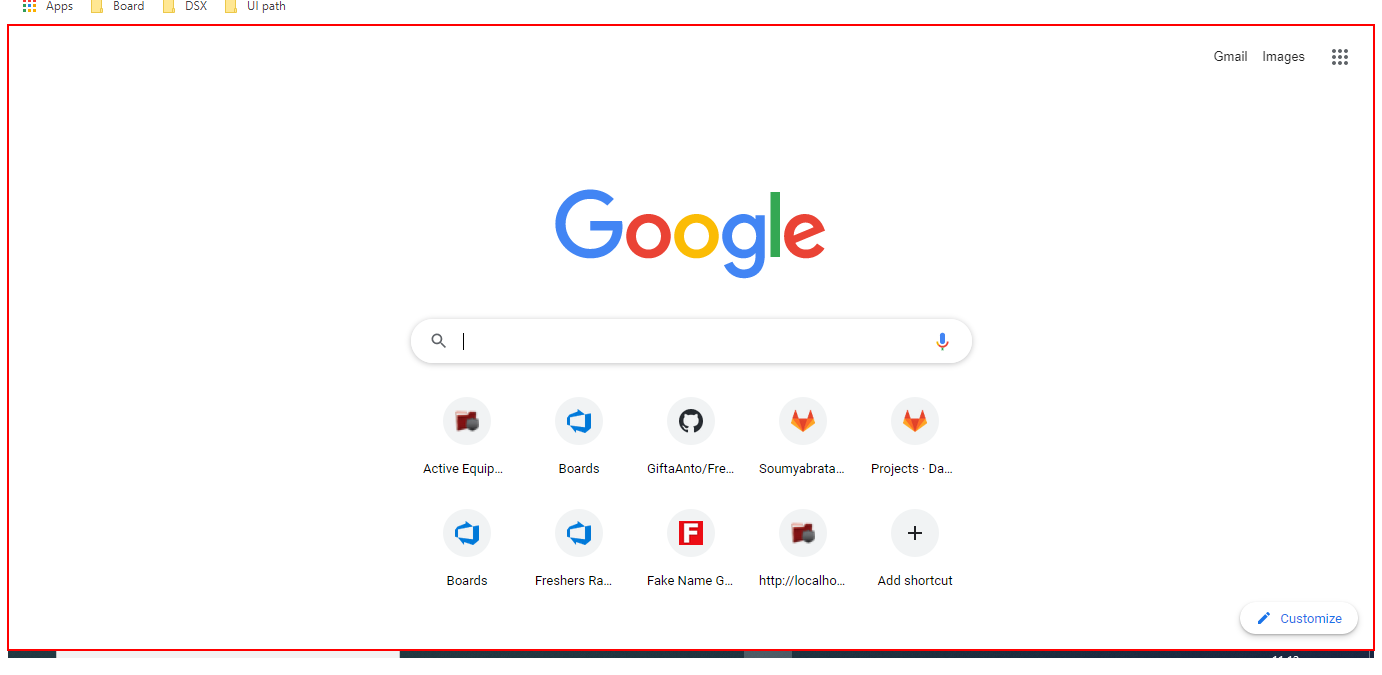 Apps Board DSX UI path
Gmail Images
Google
Active Equip... Boards GiftaAnto/Fre... Soumyabrata... Projects · Da...
Boards Freshers Ra... Fake Name G... http://localho... Add shortcut
Customize